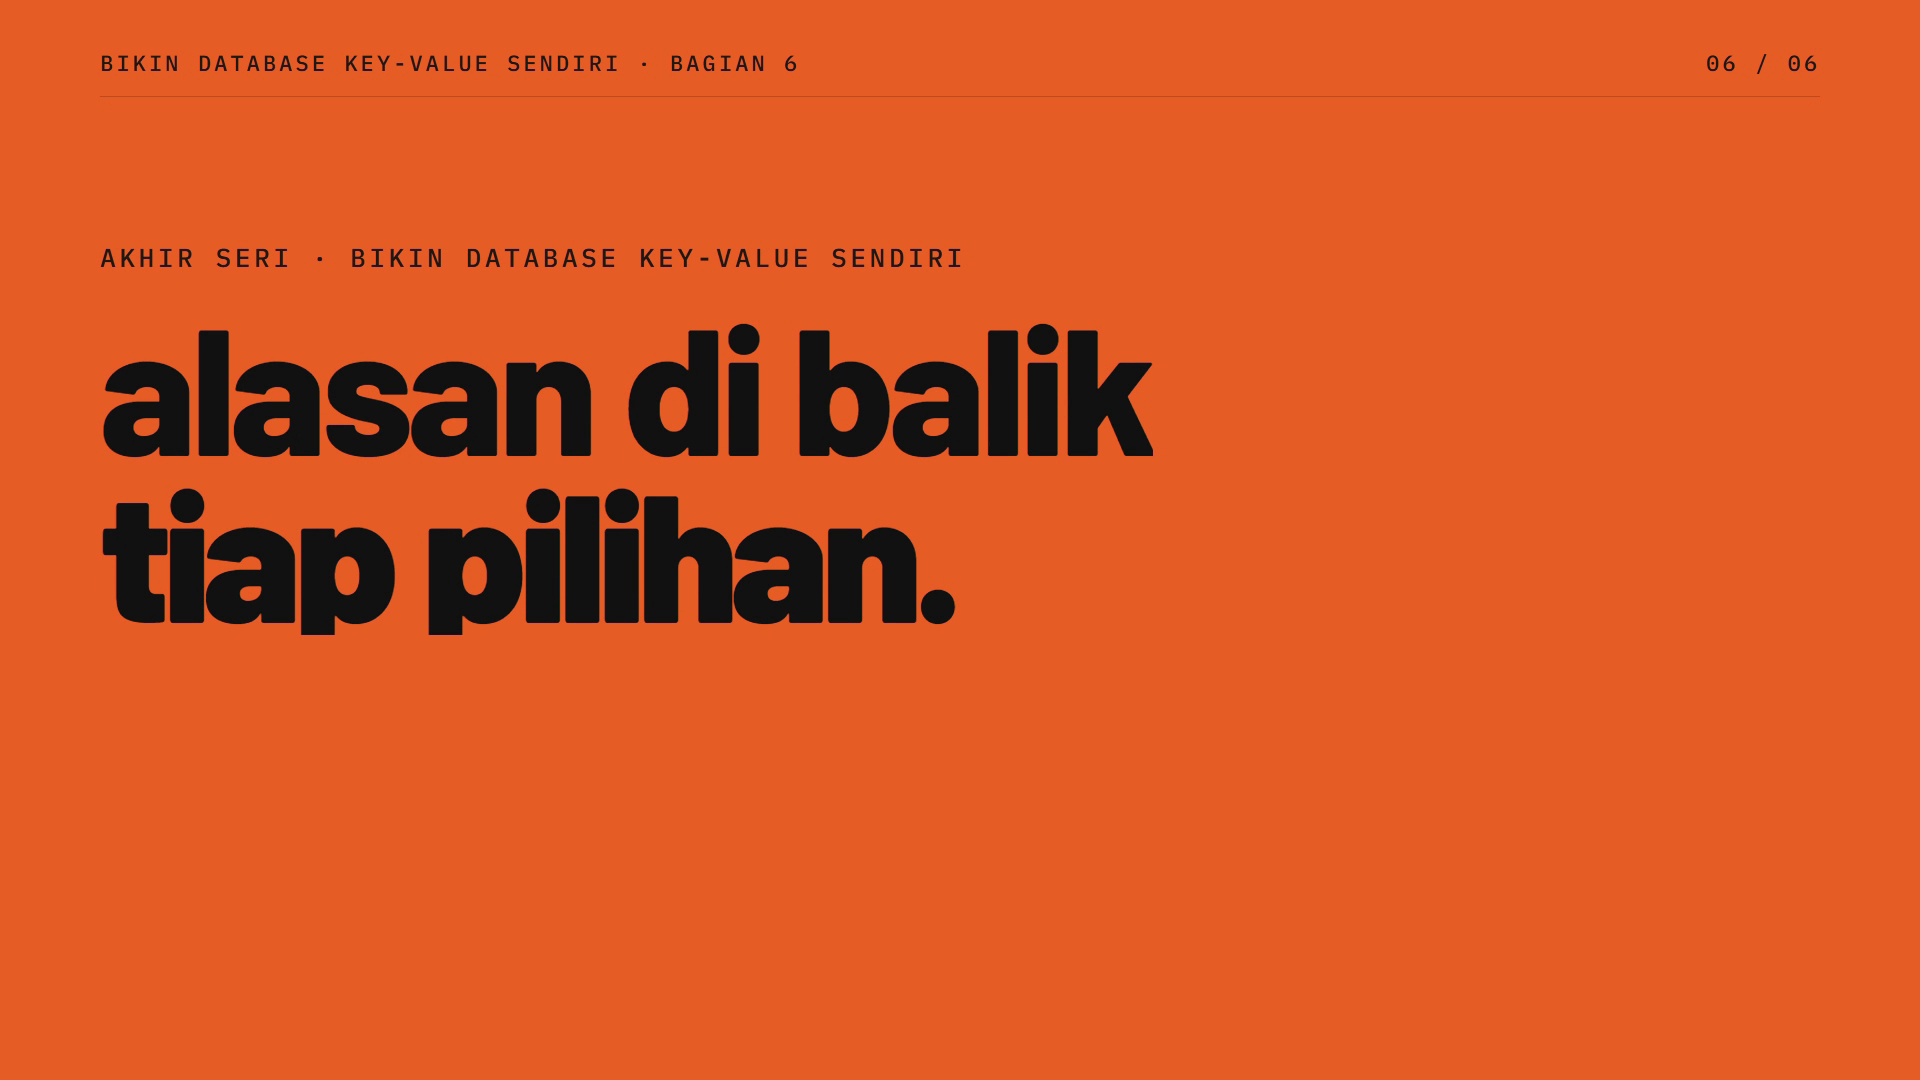 BIKIN DATABASE KEY-VALUE SENDIRI · BAGIAN 6
06 / 06
AKHIR SERI · BIKIN DATABASE KEY-VALUE SENDIRI
alasan di balik
tiap pilihan.